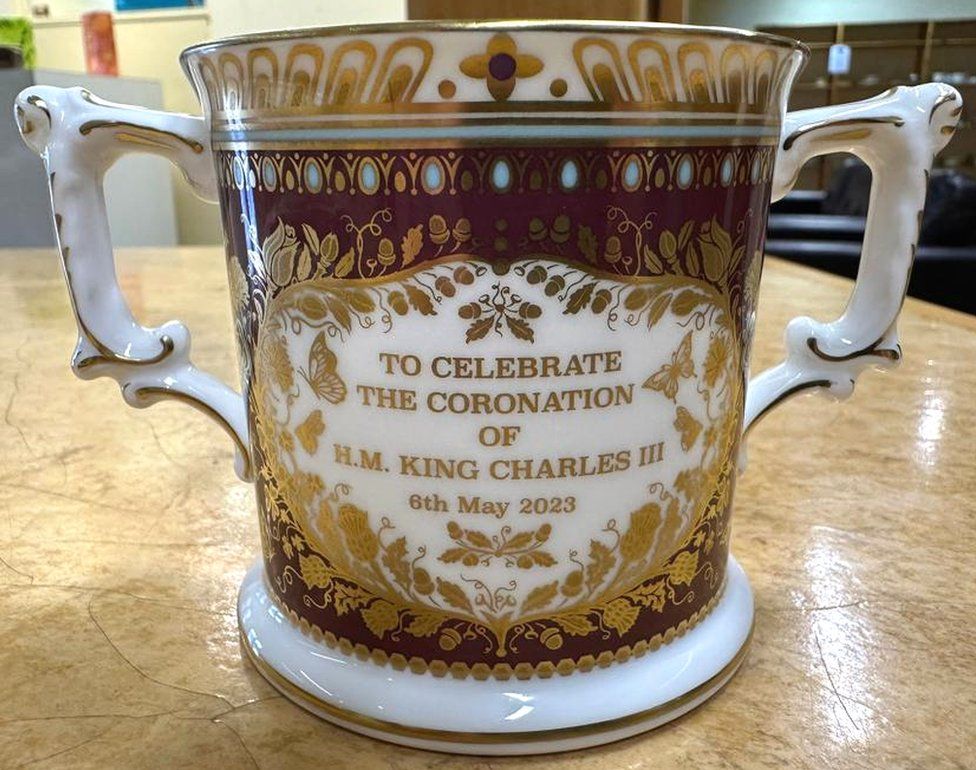 TO CELEBRATE
THE CORONATION
OF
H.M. KING CHARLES III
6th May 2023